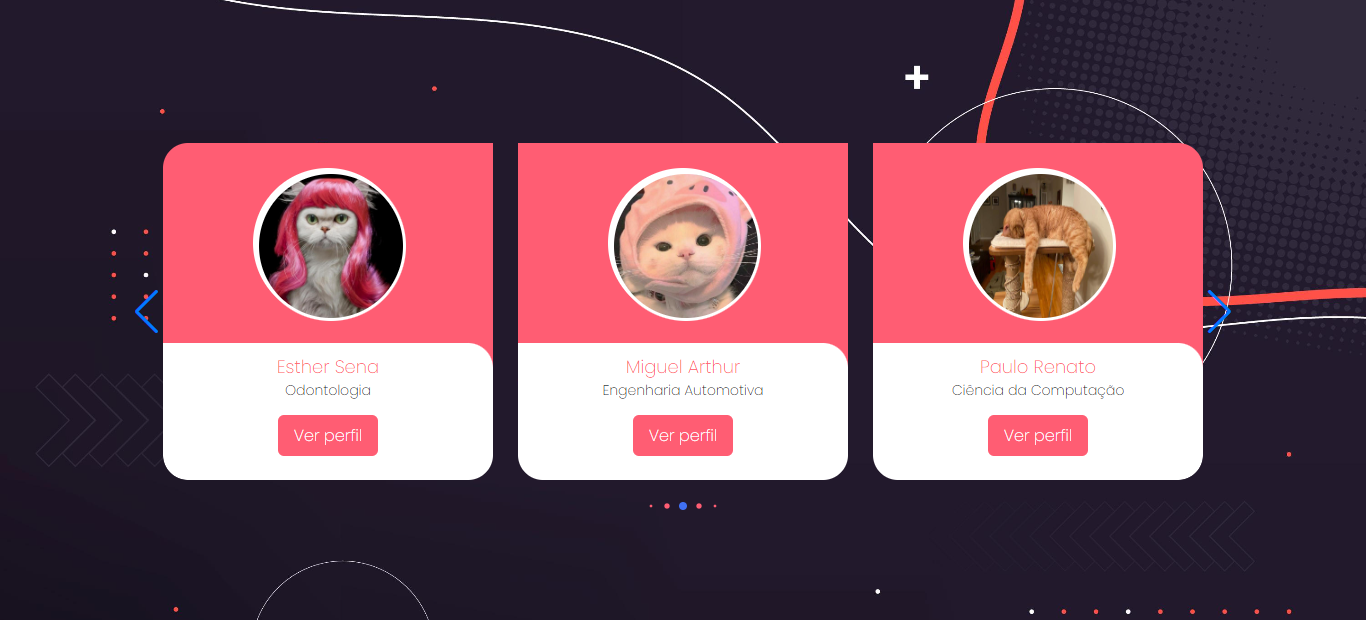 Esther Sena
Odontologia
Ver perfil
Miguel Arthur
Engenharia Automotiva
Ver perfil
Paulo Renato
Ciência da Computação
Ver perfil